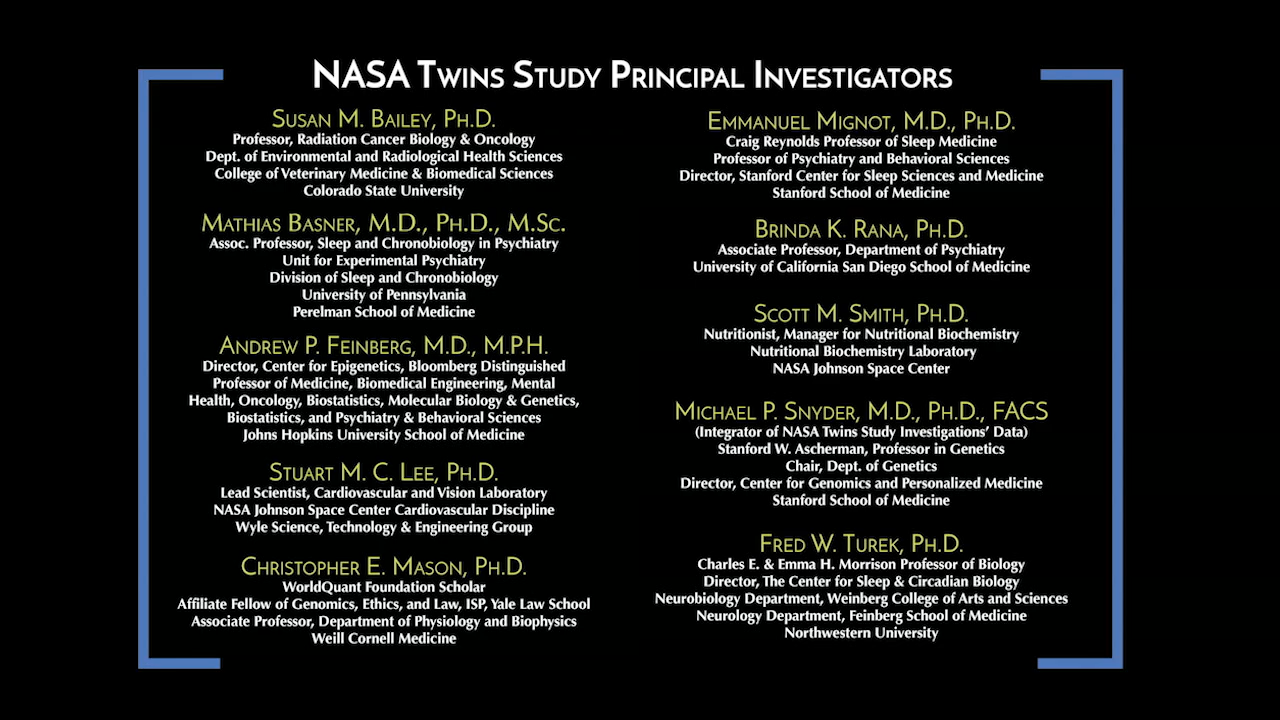 NASA Twins Study Principal Investigators
Susan M. Bailey, Ph.D.
Professor, Radiation Cancer Biology & Oncology
Dept. of Environmental and Radiological Health Sciences
College of Veterinary Medicine & Biomedical Sciences
Colorado State University
Mathias Basner, M.D., Ph.D., M.Sc.
Assoc. Professor, Sleep and Chronobiology in Psychiatry
Unit for Experimental Psychiatry
Division of Sleep and Chronobiology
University of Pennsylvania
Perelman School of Medicine
Andrew P. Feinberg, M.D., M.P.H.
Director, Center for Epigenetics, Bloomberg Distinguished
Professor of Medicine, Biomedical Engineering, Mental
Health, Oncology, Biostatistics, Molecular Biology & Genetics,
Biostatistics, and Psychiatry & Behavioral Sciences
Johns Hopkins University School of Medicine
Stuart M. C. Lee, Ph.D.
Lead Scientist, Cardiovascular and Vision Laboratory
NASA Johnson Space Center Cardiovascular Discipline
Wyle Science, Technology & Engineering Group
Christopher E. Mason, Ph.D.
WorldQuant Foundation Scholar
Affiliate Fellow of Genomics, Ethics, and Law, ISP, Yale Law School
Associate Professor, Department of Physiology and Biophysics
Weill Cornell Medicine
Emmanuel Mignot, M.D., Ph.D.
Craig Reynolds Professor of Sleep Medicine
Professor of Psychiatry and Behavioral Sciences
Director, Stanford Center for Sleep Sciences and Medicine
Stanford School of Medicine
Brinda K. Rana, Ph.D.
Associate Professor, Department of Psychiatry
University of California San Diego School of Medicine
Scott M. Smith, Ph.D.
Nutritionist, Manager for Nutritional Biochemistry
Nutritional Biochemistry Laboratory
NASA Johnson Space Center
Michael P. Snyder, M.D., Ph.D., FACS
(Integrator of NASA Twins Study Investigations' Data)
Stanford W. Ascherman, Professor in Genetics
Chair, Dept. of Genetics
Director, Center for Genomics and Personalized Medicine
Stanford School of Medicine
Fred W. Turek, Ph.D.
Charles E. & Emma H. Morrison Professor of Biology
Director, The Center for Sleep & Circadian Biology
Neurobiology Department, Weinberg College of Arts and Sciences
Neurology Department, Feinberg School of Medicine
Northwestern University